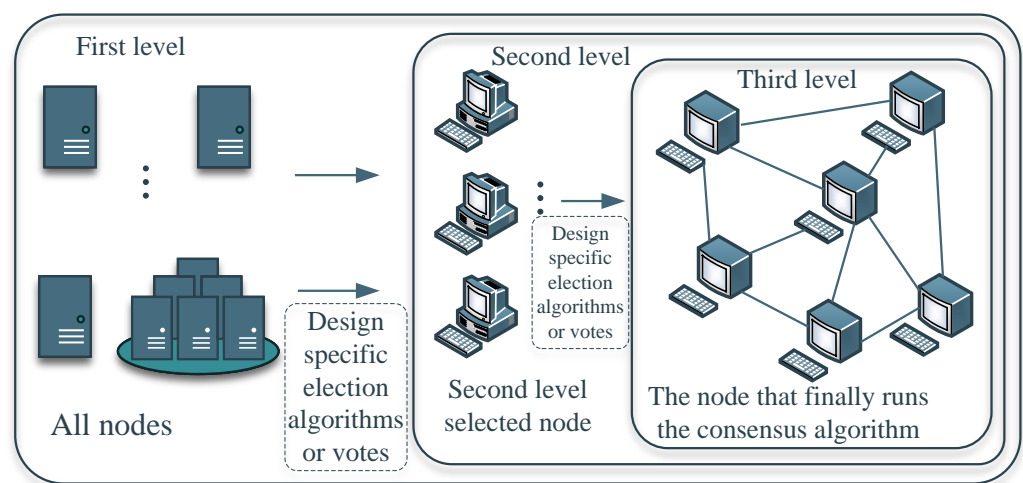 First level
All nodes
Design
specific
election
algorithms
or votes
Second level
Second level
selected node
Design
specific
election
algorithms
or votes
Third level
The node that finally runs
the consensus algorithm